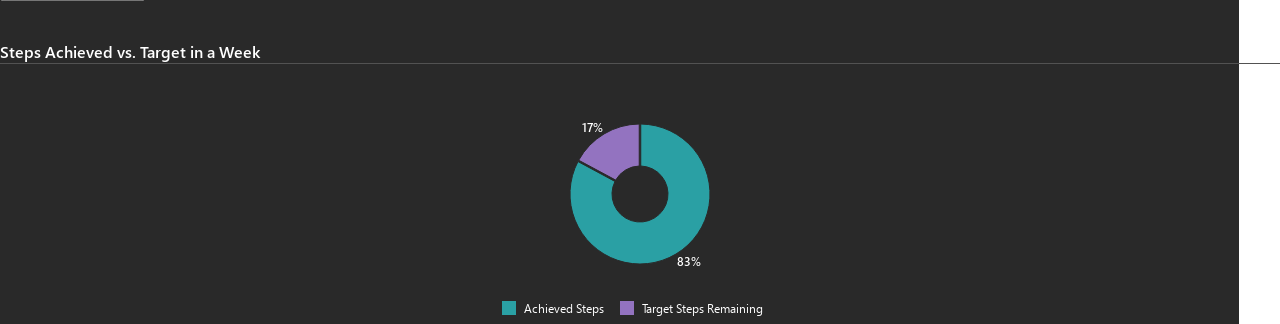 Steps Achieved vs. Target in a Week
17%
83%
Achieved Steps
Target Steps Remaining